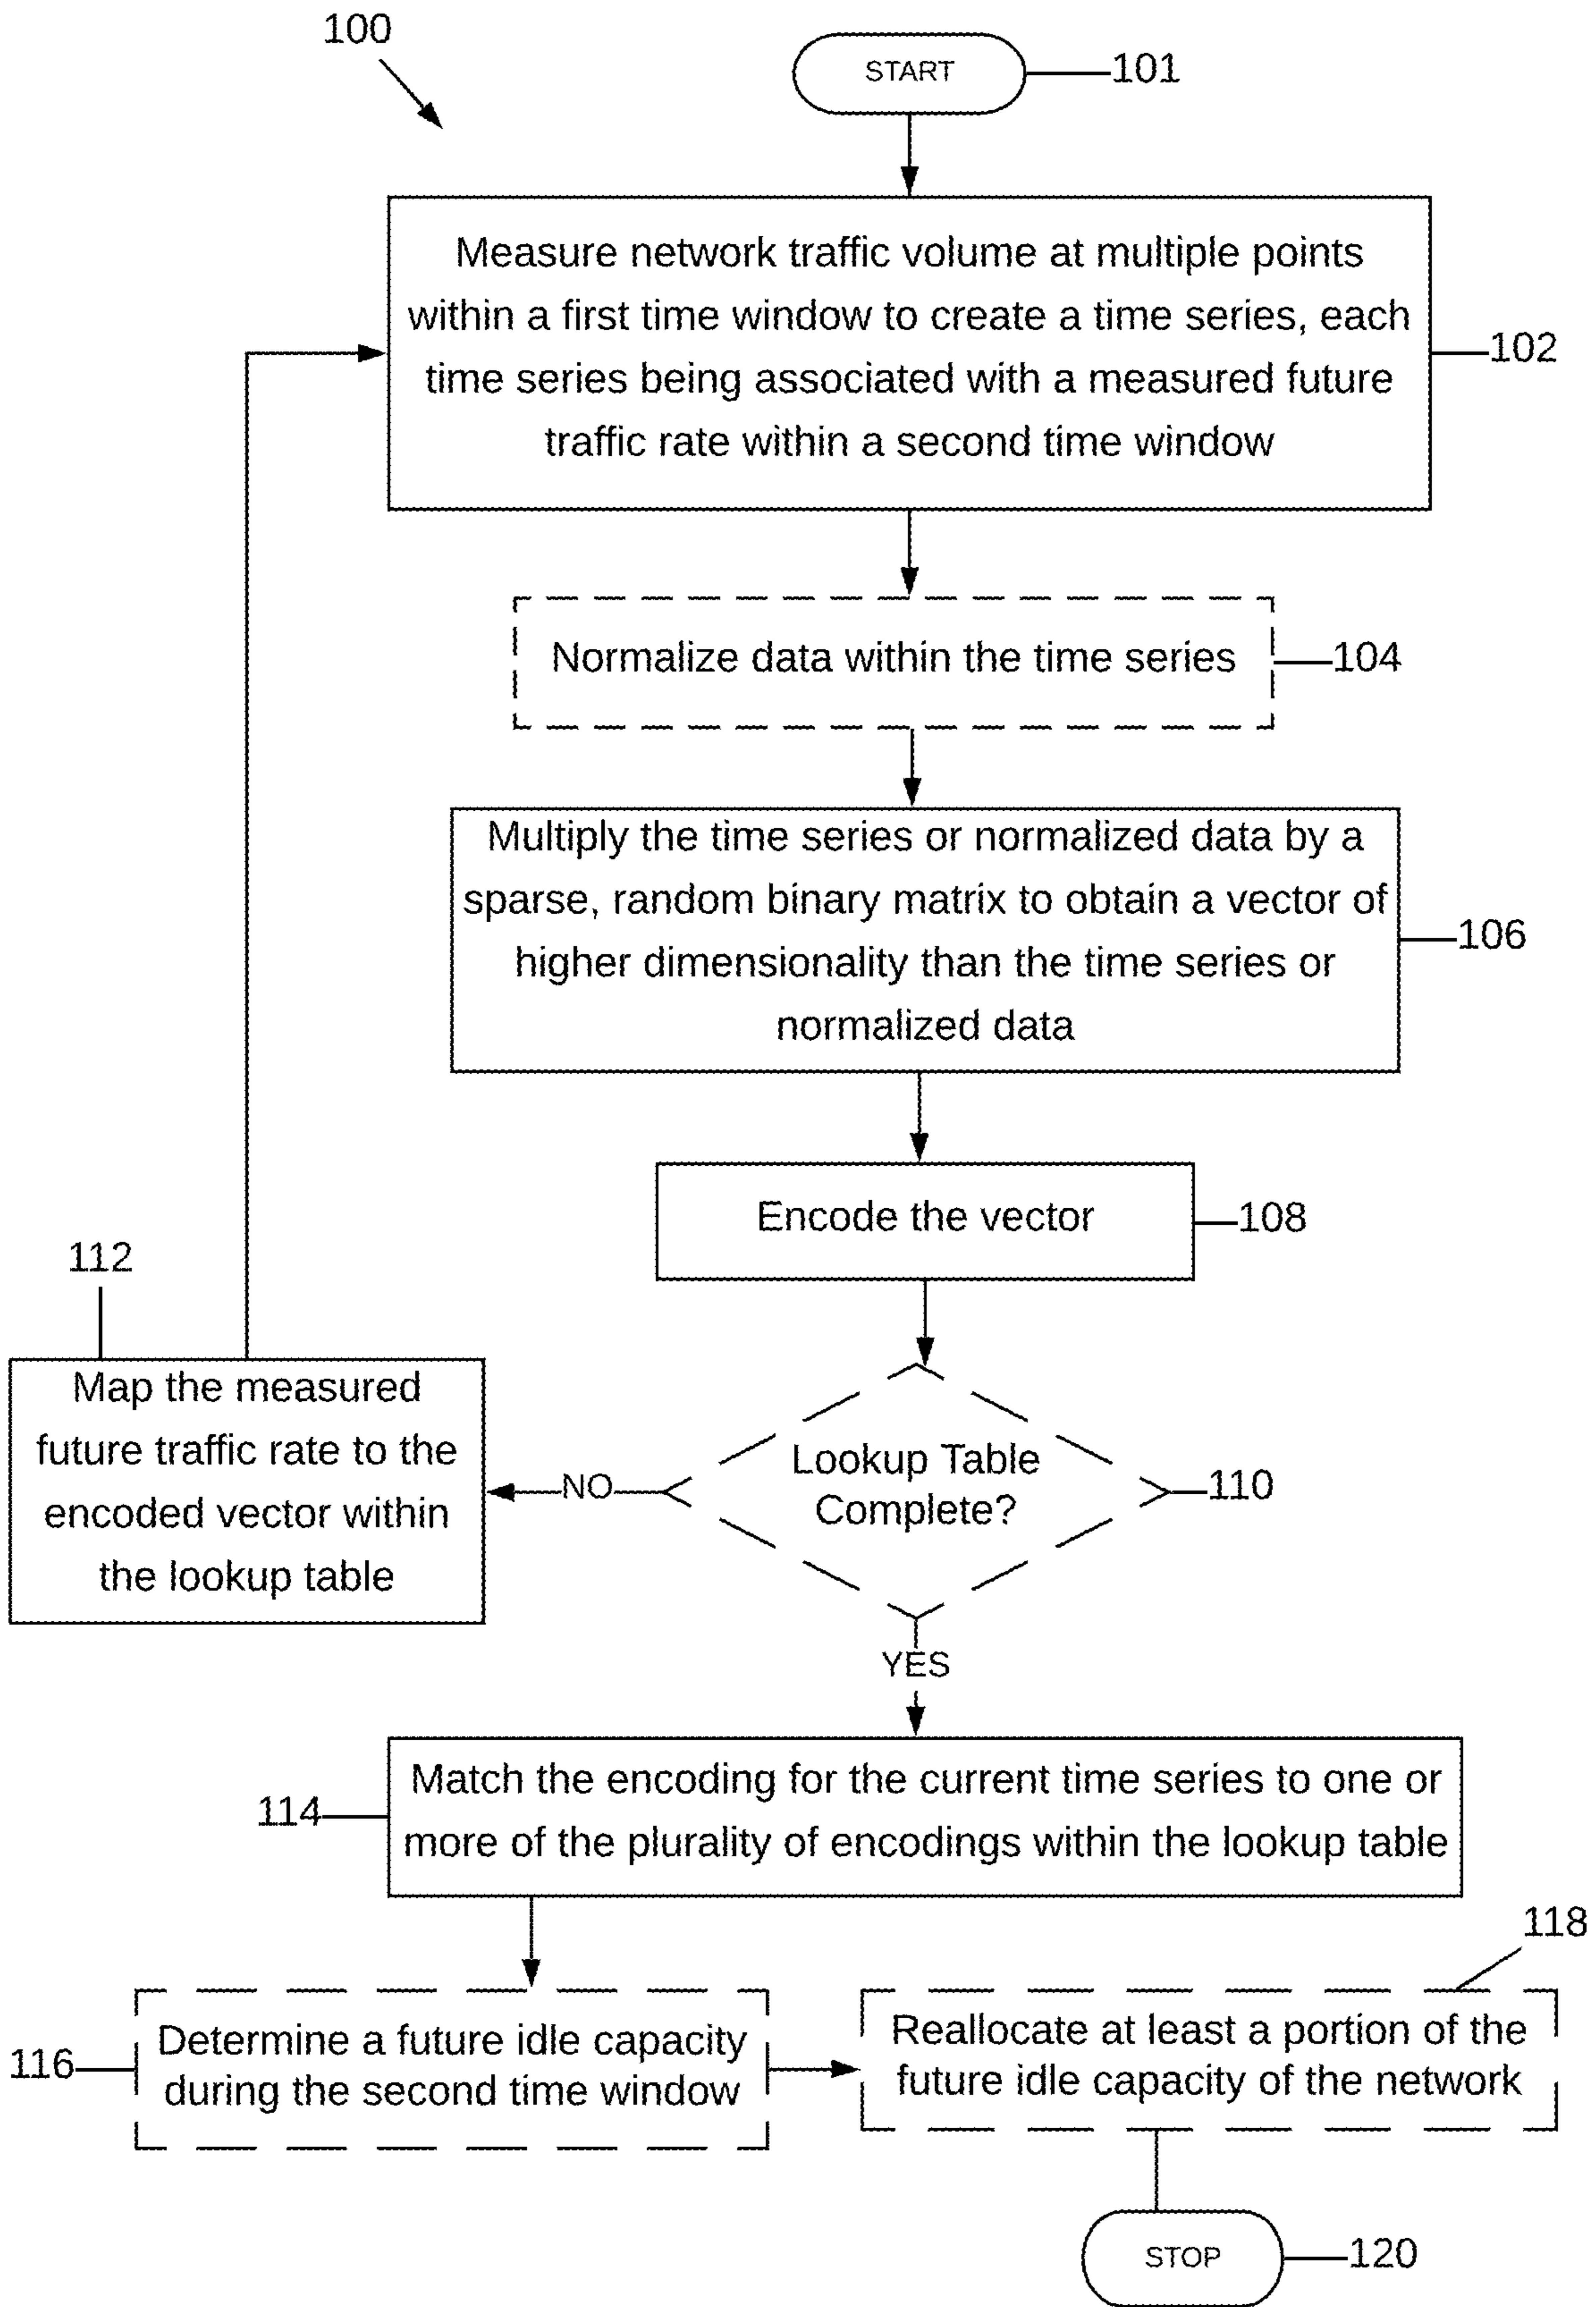 100
START
101
Measure network traffic volume at multiple points
within a first time window to create a time series, each
time series being associated with a measured future
traffic rate within a second time window
102
Normalize data within the time series
104
Multiply the time series or normalized data by a
sparse, random binary matrix to obtain a vector of
higher dimensionality than the time series or
normalized data
106
Encode the vector
108
112
Map the measured
future traffic rate to the
encoded vector within
the lookup table
NO
Lookup Table
Complete?
110
YES
114
Match the encoding for the current time series to one or
more of the plurality of encodings within the lookup table
116
Determine a future idle capacity
during the second time window
118
Reallocate at least a portion of the
future idle capacity of the network
STOP
120